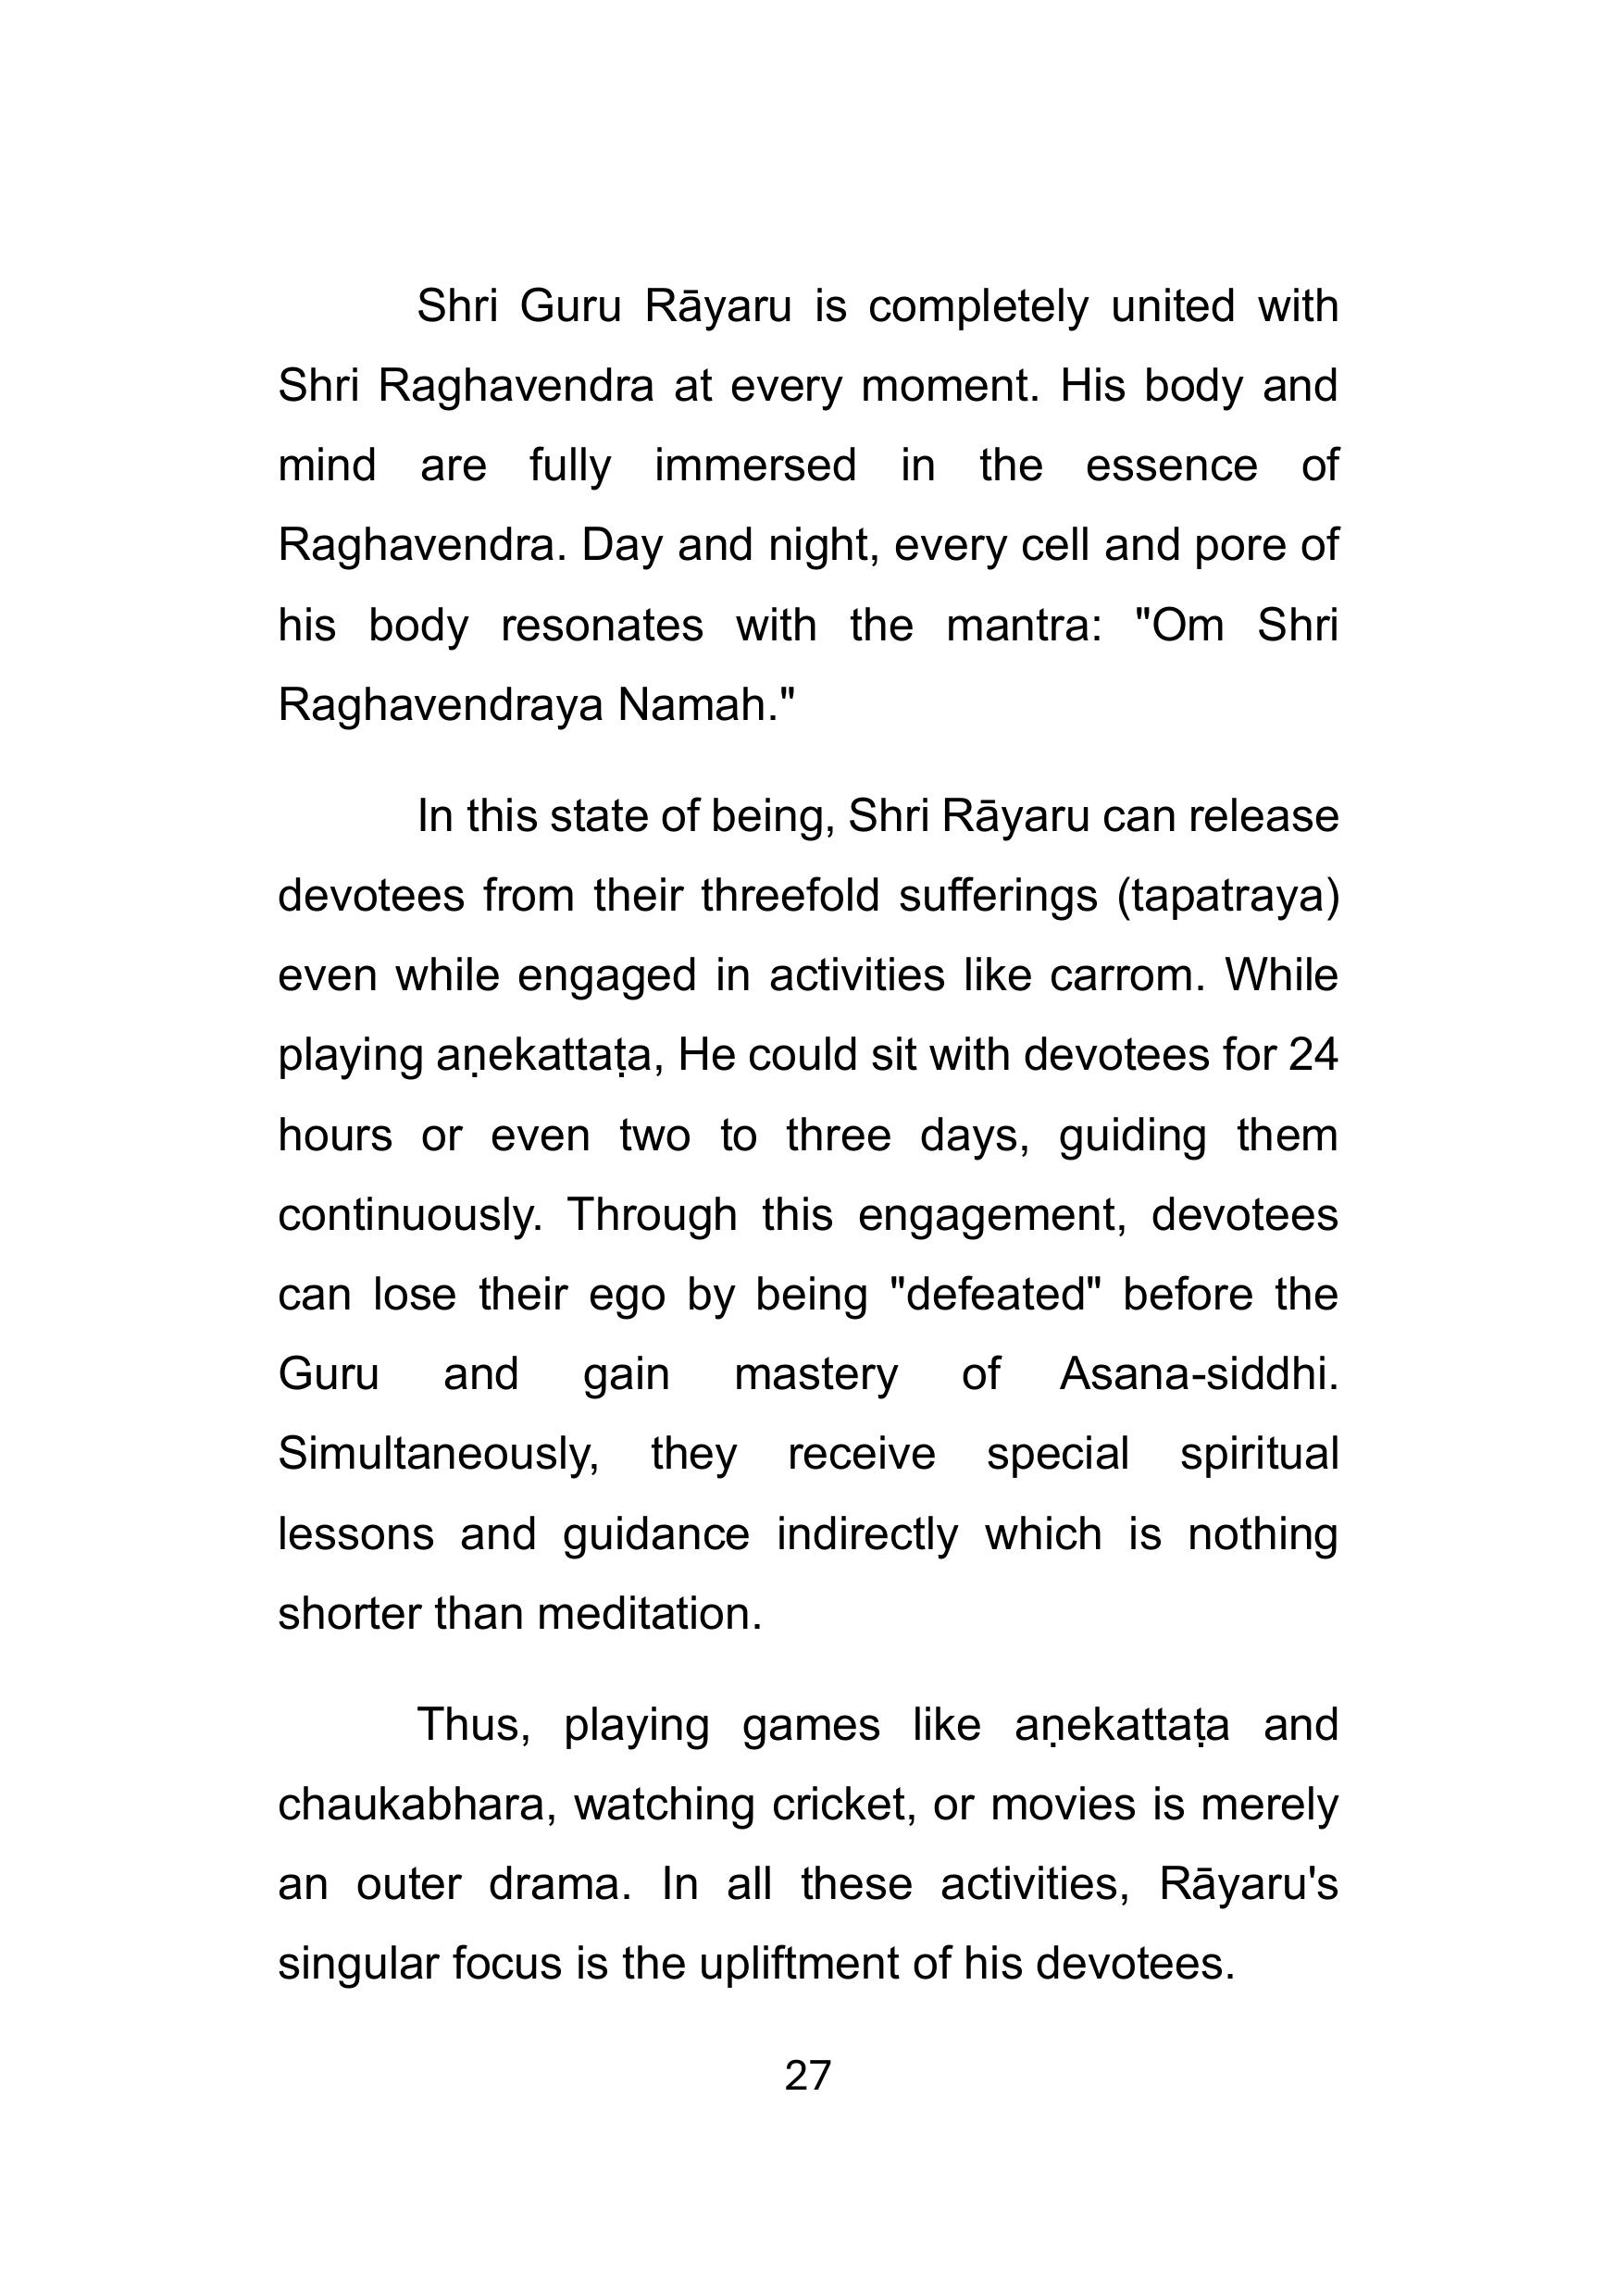 Shri Guru Rāyaru is completely united with
Shri Raghavendra at every moment. His body and
mind are fully immersed in the essence of
Raghavendra. Day and night, every cell and pore of
his body resonates with the mantra: "Om Shri
Raghavendraya Namah."
In this state of being, Shri Rāyaru can release
devotees from their threefold sufferings (tapatraya)
even while engaged in activities like carrom. While
playing aṇekattaṭa, He could sit with devotees for 24
hours or even two to three days, guiding them
continuously. Through this engagement, devotees
can lose their ego by being "defeated" before the
Guru and gain mastery of Asana-siddhi.
Simultaneously, they receive special spiritual
lessons and guidance indirectly which is nothing
shorter than meditation.
Thus, playing games like aṇekattaṭa and
chaukabhara, watching cricket, or movies is merely
an outer drama. In all these activities, Rāyaru's
singular focus is the upliftment of his devotees.
27